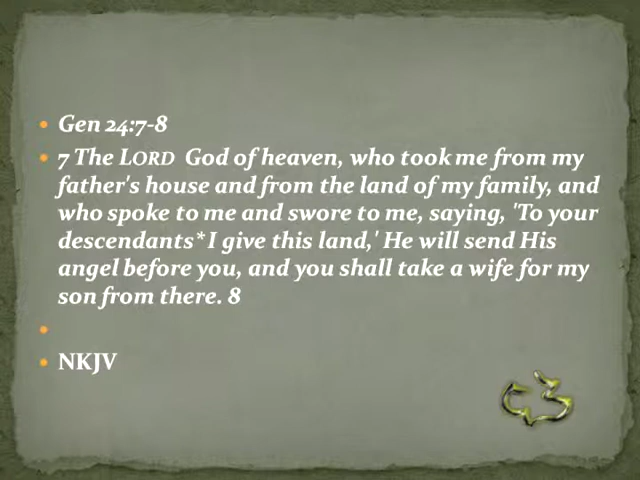 Gen 24:7-8
7 The LORD God of heaven, who took me from my
father's house and from the land of my family, and
who spoke to me and swore to me, saying, 'To your
descendants* I give this land,' He will send His
angel before you, and you shall take a wife for my
son from there. 8
NKJV